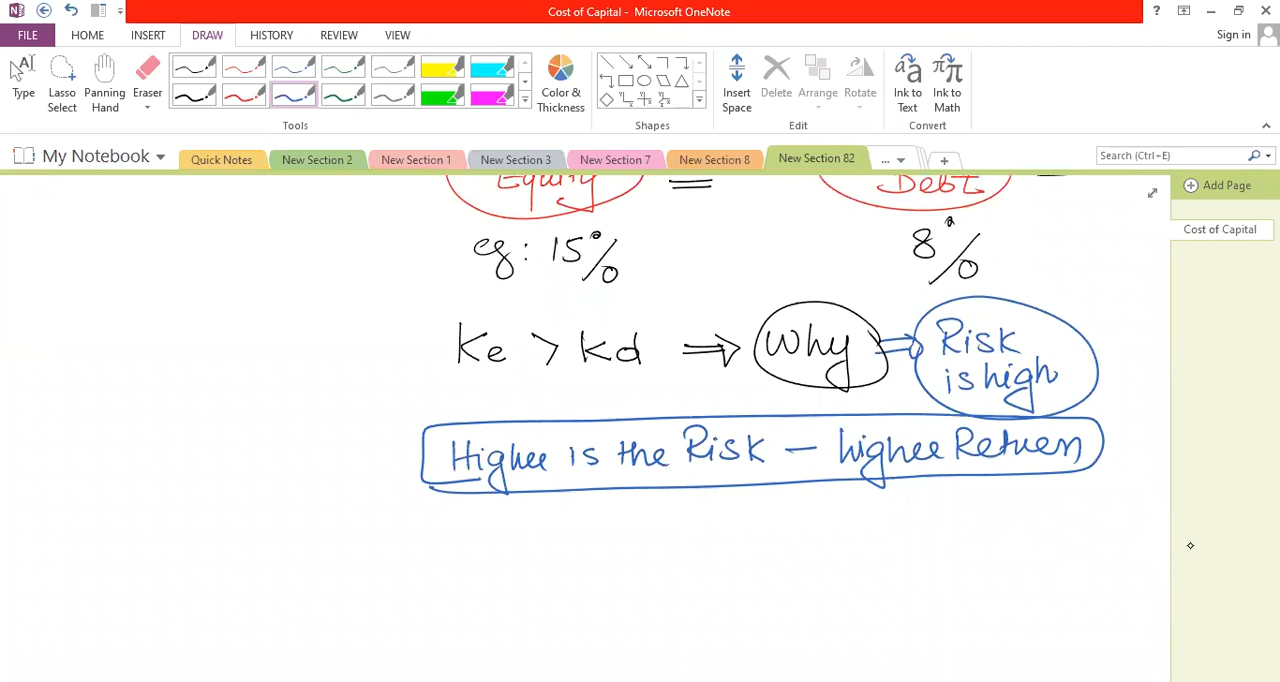 Cost of Capital - Microsoft OneNote
?
FILE HOME INSERT DRAW HISTORY REVIEW VIEW
Sign in
Type
Lasso Select
Panning Hand
Eraser
Color & Thickness
Insert Space
Delete
Arrange
Rotate
Ink to Text
Ink to Math
Tools Shapes Edit Convert
My Notebook Quick Notes New Section 2 New Section 1 New Section 3 New Section 7 New Section 8 New Section 82 ... Search (Ctrl+E)
Add Page
Cost of Capital
Equity = Debt
eg: 15% 8%
Ke > Kd ⇒ Why ⇒ Risk is high
Higher is the Risk - higher Return